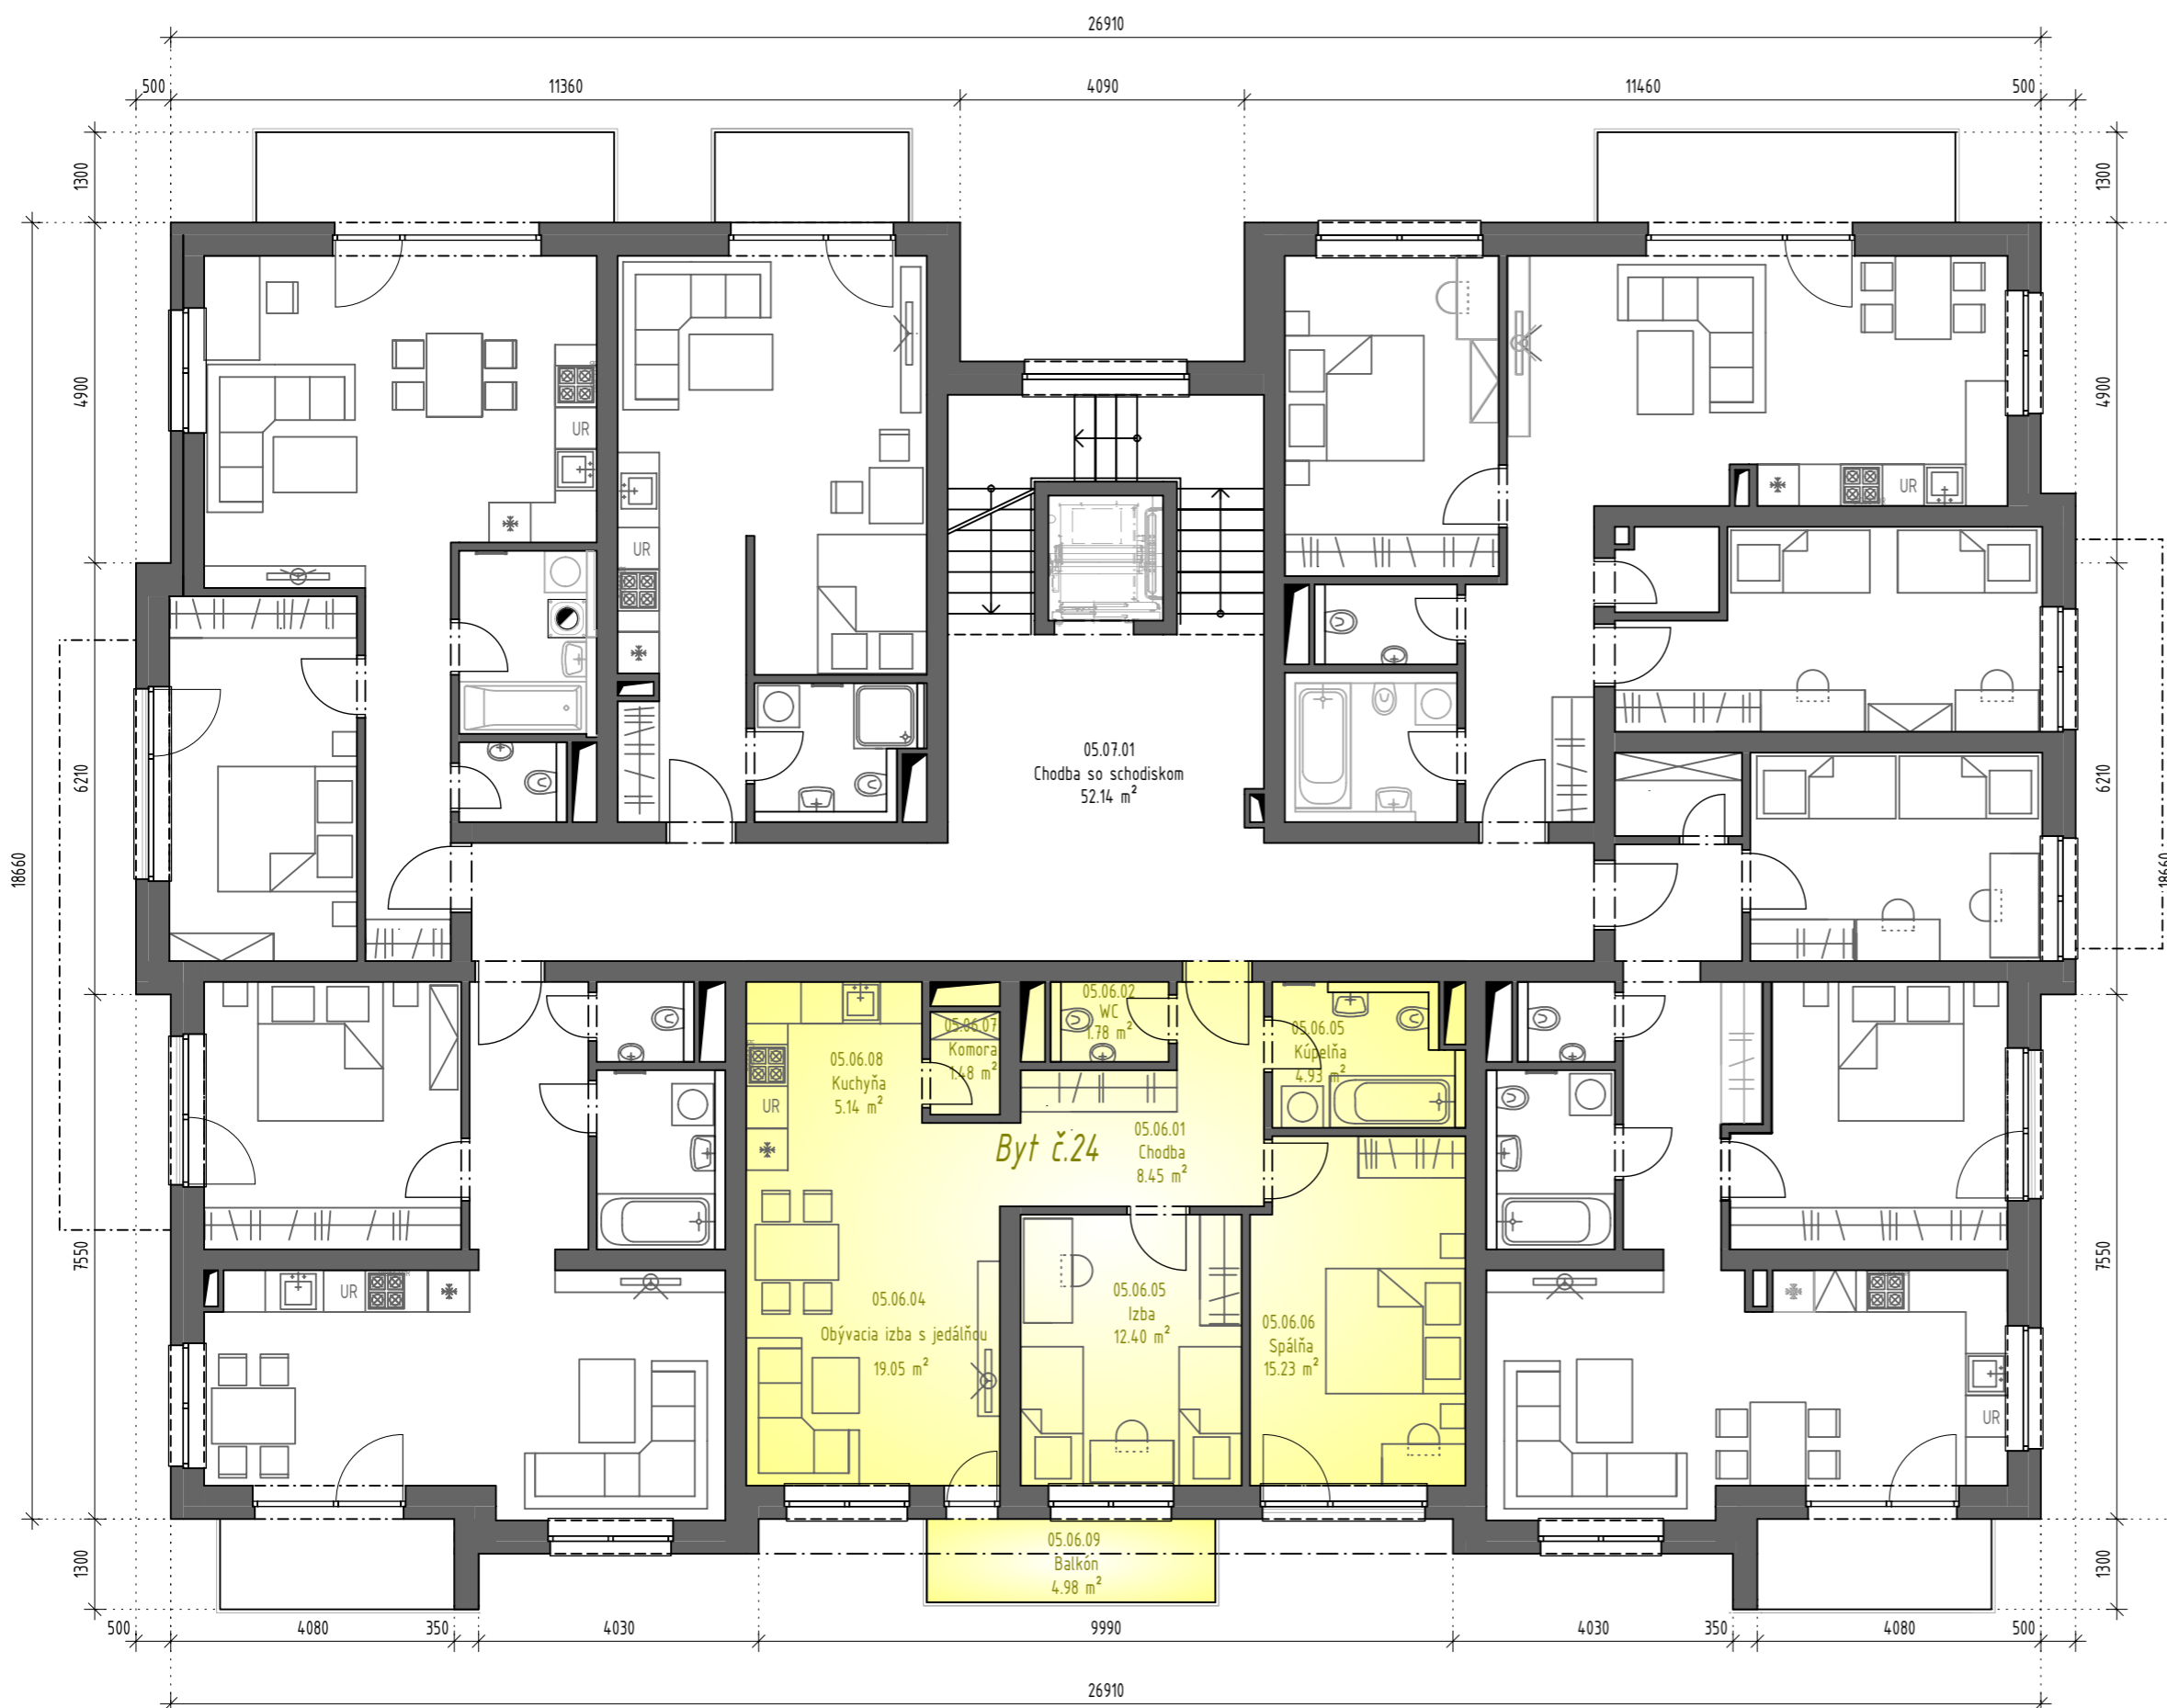 26910
500
11360
4090
11460
500
1300
1300
4900
4900
UR
UR
UR
6210
6210
05.07.01
Chodba so schodiskom
52.14 m²
18660
18660
05.06.02
WC
1.78 m²
05.06.07
Komora
1.48 m²
05.06.05
Kúpelňa
4.93 m²
05.06.08
Kuchyňa
5.14 m²
UR
Byt č.24
05.06.01
Chodba
8.45 m²
7550
7550
UR
05.06.04
Obývacia izba s jedálňou
19.05 m²
05.06.05
Izba
12.40 m²
05.06.06
Spálňa
15.23 m²
UR
05.06.09
Balkón
4.98 m²
1300
1300
500
4080
350
4030
9990
4030
350
4080
500
26910